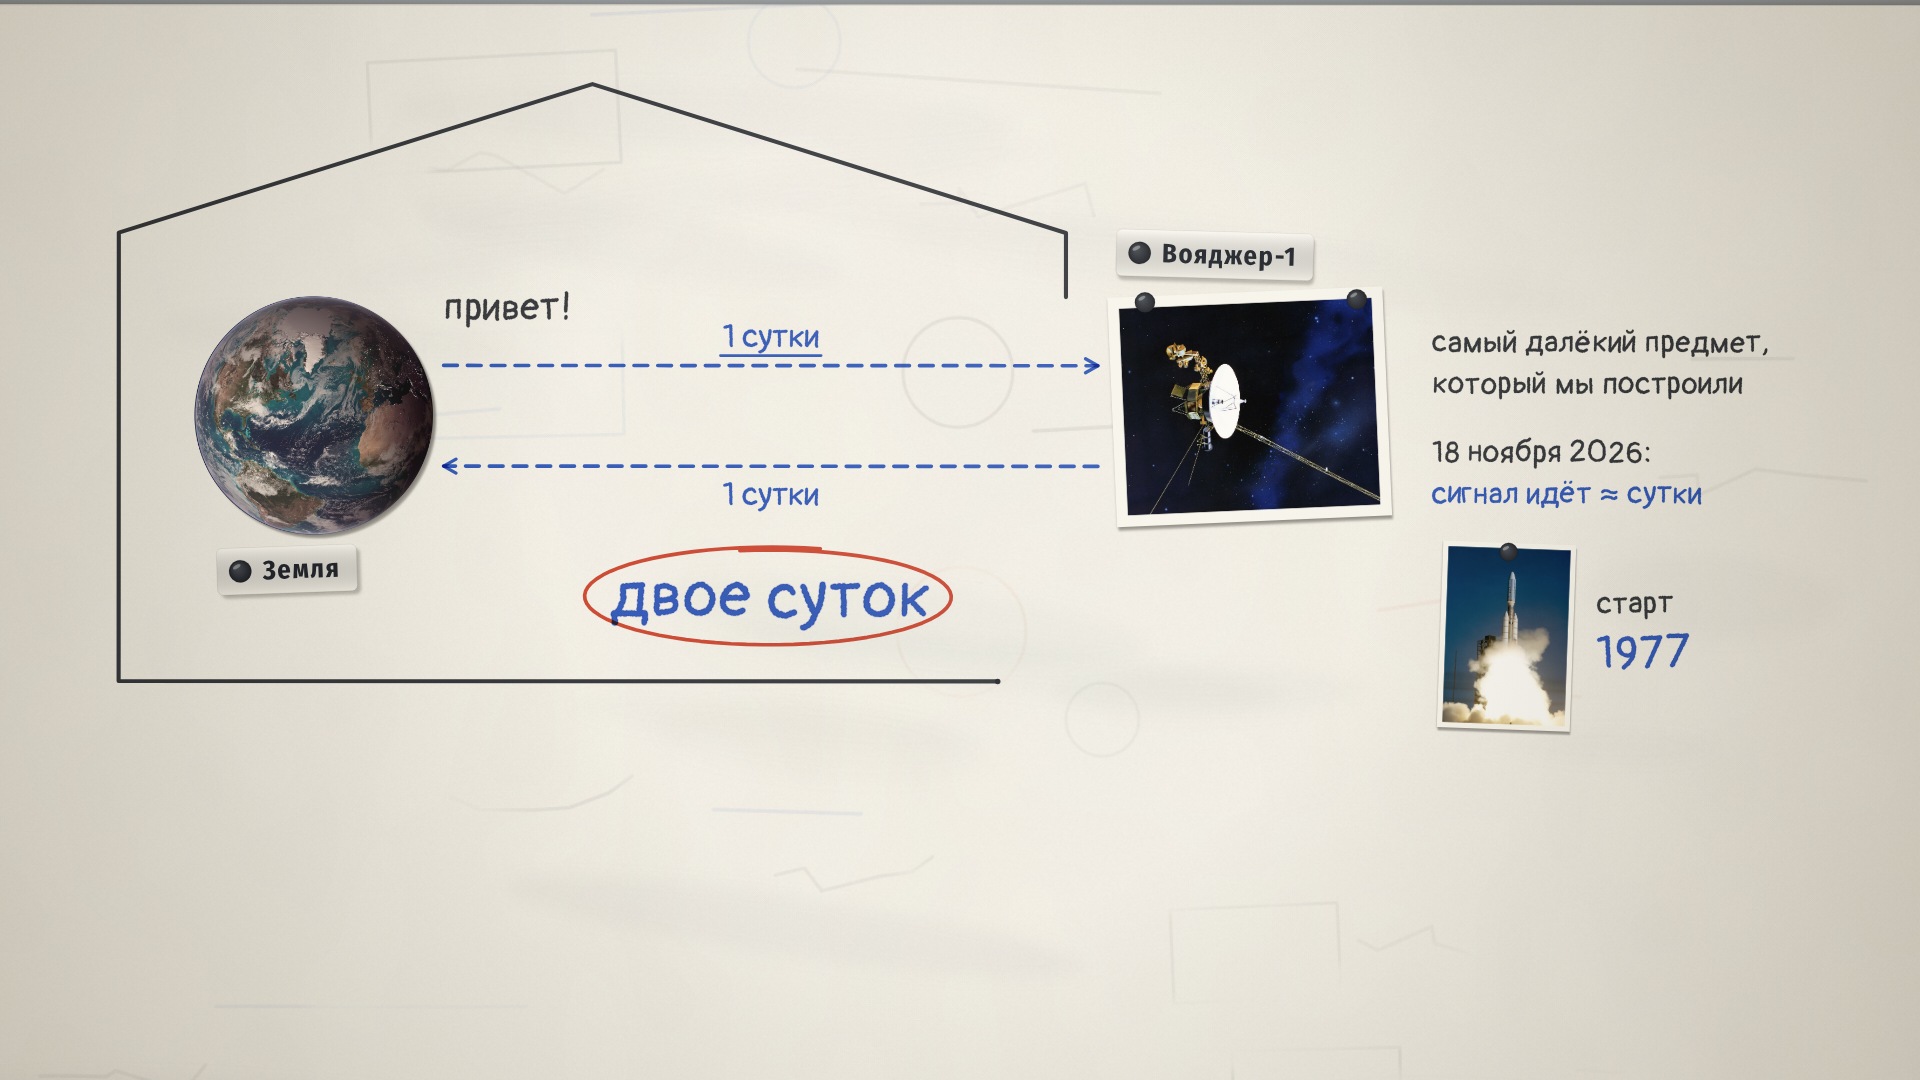 Вояджер-1
привет!
1 сутки
самый далёкий предмет,
который мы построили
18 ноября 2026:
сигнал идёт ≈ сутки
1 сутки
Земля
двое суток
старт
1977